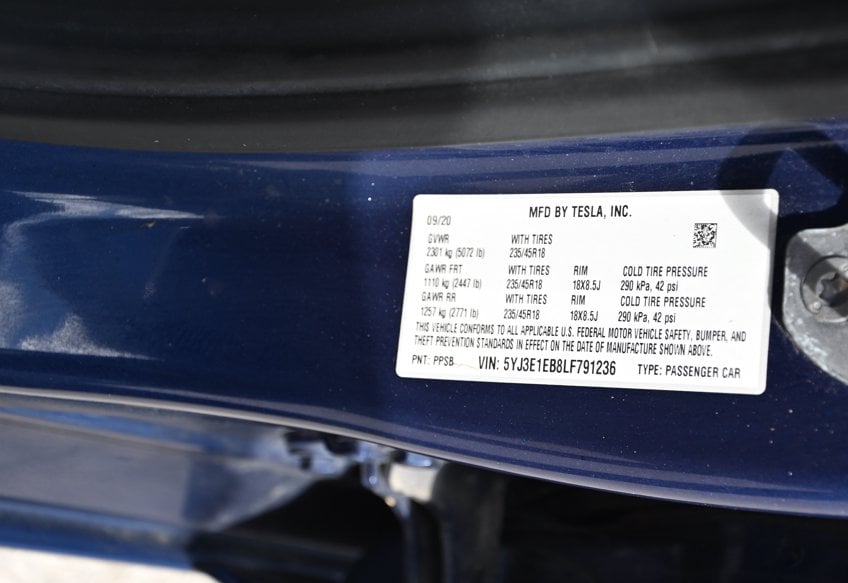 MFD BY TESLA, INC.
09/20
GVWR WITH TIRES
2301 kg (5072 lb) 235/45R18
GAWR FRT WITH TIRES RIM COLD TIRE PRESSURE
1110 kg (2447 lb) 235/45R18 18X8.5J 290 kPa, 42 psi
GAWR RR WITH TIRES RIM COLD TIRE PRESSURE
1257 kg (2771 lb) 235/45R18 18X8.5J 290 kPa, 42 psi
THIS VEHICLE CONFORMS TO ALL APPLICABLE U.S. FEDERAL MOTOR VEHICLE SAFETY, BUMPER, AND
THEFT PREVENTION STANDARDS IN EFFECT ON THE DATE OF MANUFACTURE SHOWN ABOVE.
PNT: PPSB VIN: 5YJ3E1EB8LF791236 TYPE: PASSENGER CAR